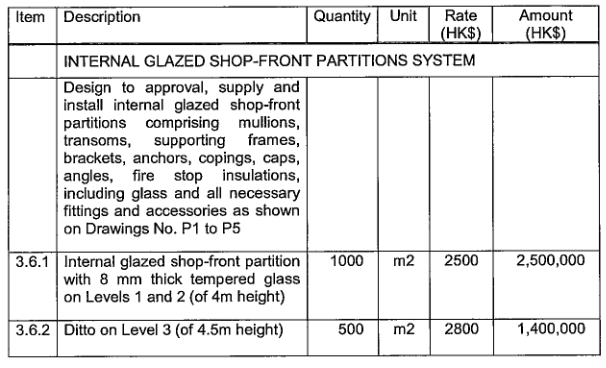 Item Description Quantity Unit Rate Amount
(HK$) (HK$)
INTERNAL GLAZED SHOP-FRONT PARTITIONS SYSTEM
Design to approval, supply and
install internal glazed shop-front
partitions comprising mullions,
transoms, supporting frames,
brackets, anchors, copings, caps,
angles, fire stop insulations,
including glass and all necessary
fittings and accessories as shown
on Drawings No. P1 to P5
3.6.1 Internal glazed shop-front partition 1000 m2 2500 2,500,000
with 8 mm thick tempered glass
on Levels 1 and 2 (of 4m height)
3.6.2 Ditto on Level 3 (of 4.5m height) 500 m2 2800 1,400,000